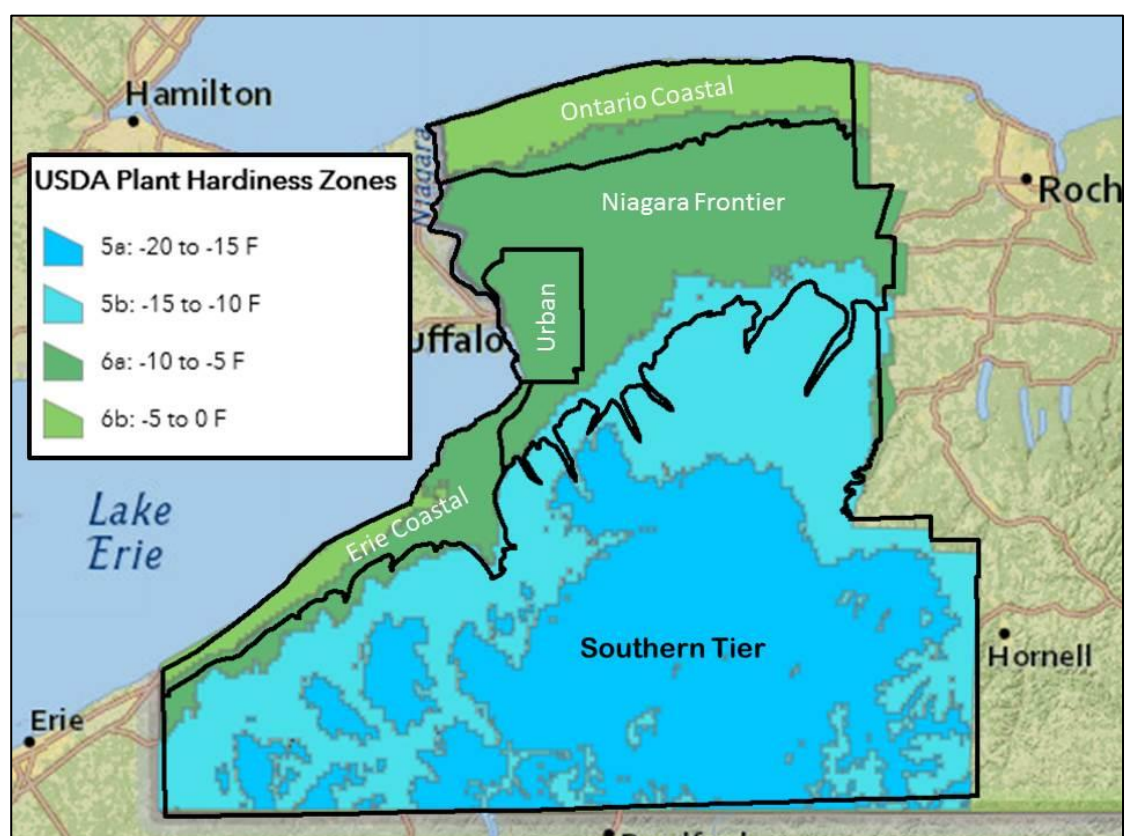 Hamilton
Ontario Coastal
USDA Plant Hardiness Zones
Niagara
Roch
Niagara Frontier
5a: -20 to -15 F
5b: -15 to -10 F
Urban
uffalo
6a: -10 to -5 F
6b: -5 to 0 F
Lake
Erie
Erie Coastal
Southern Tier
Hornell
Erie